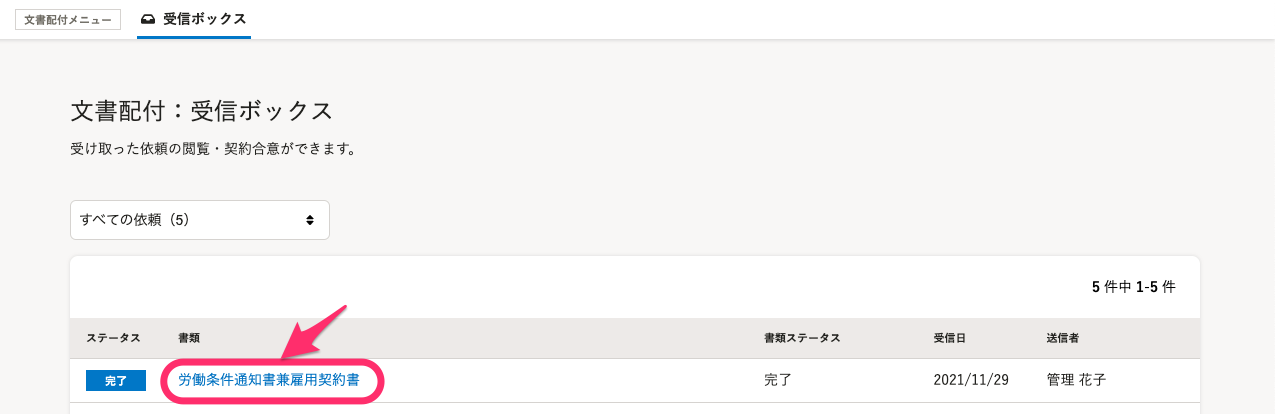 文書配付メニュー 受信ボックス
文書配付：受信ボックス
受け取った依頼の閲覧・契約合意ができます。
すべての依頼（5）
5 件中 1-5 件
ステータス 書類 書類ステータス 受信日 送信者
完了 労働条件通知書兼雇用契約書 完了 2021/11/29 管理 花子